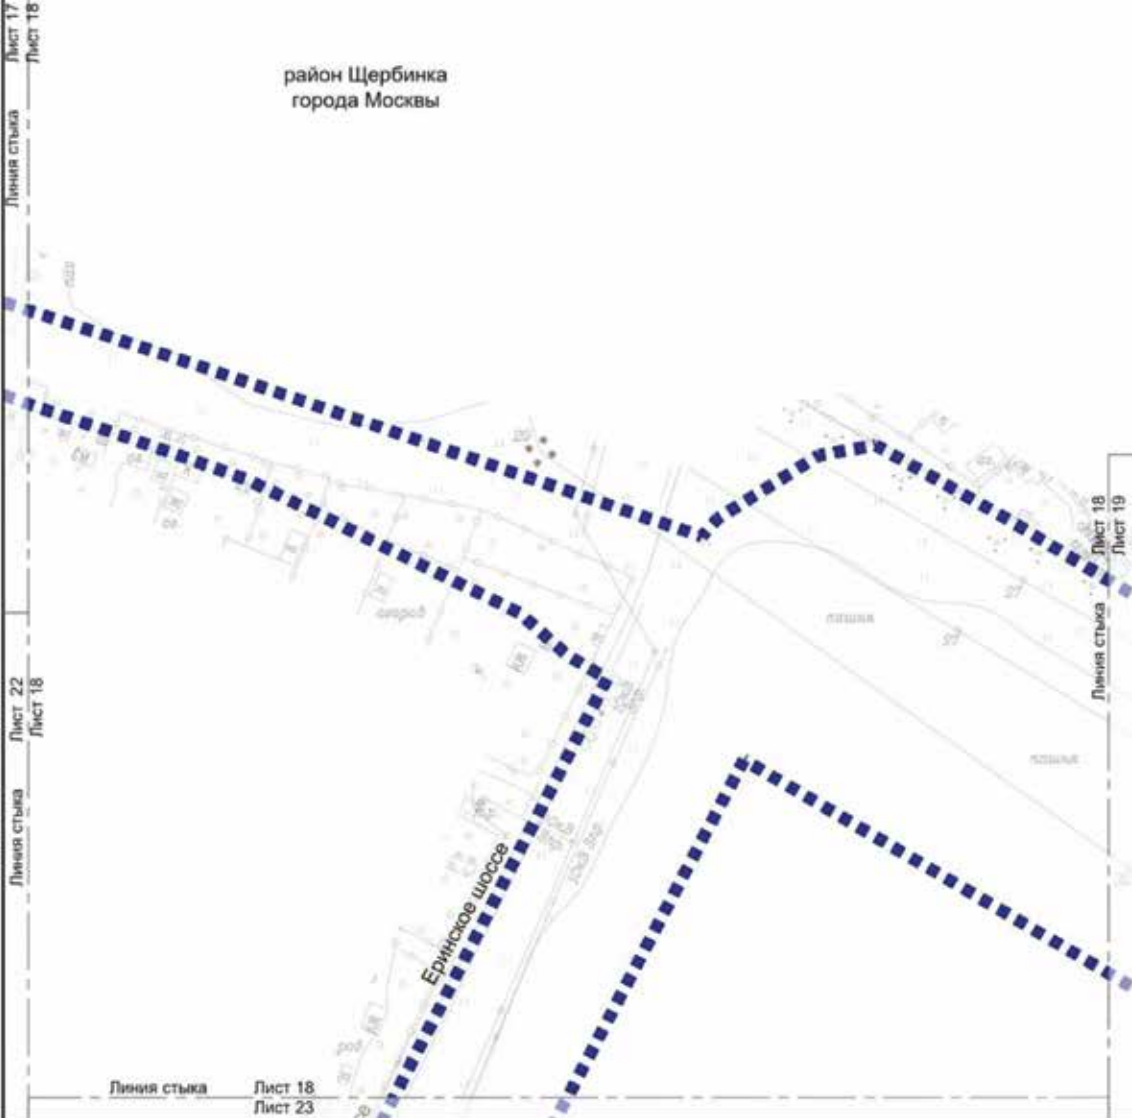 Лист 17
Лист 18
Линия стыка
район Щербинка
города Москвы
Лист 18
Лист 19
Линия стыка
огород
пашня
пашня
Лист 22
Лист 18
Линия стыка
Еринское шоссе
Линия стыка Лист 18
Лист 23